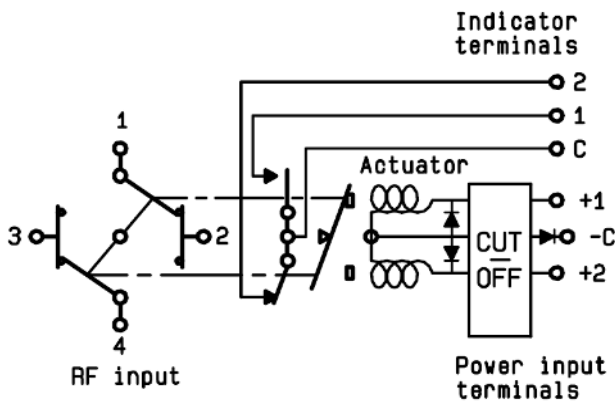 Indicator
terminals
2
1
C
1
Actuator
+1
3
2
CUT
-C
OFF
+2
4
RF input
Power input
terminals